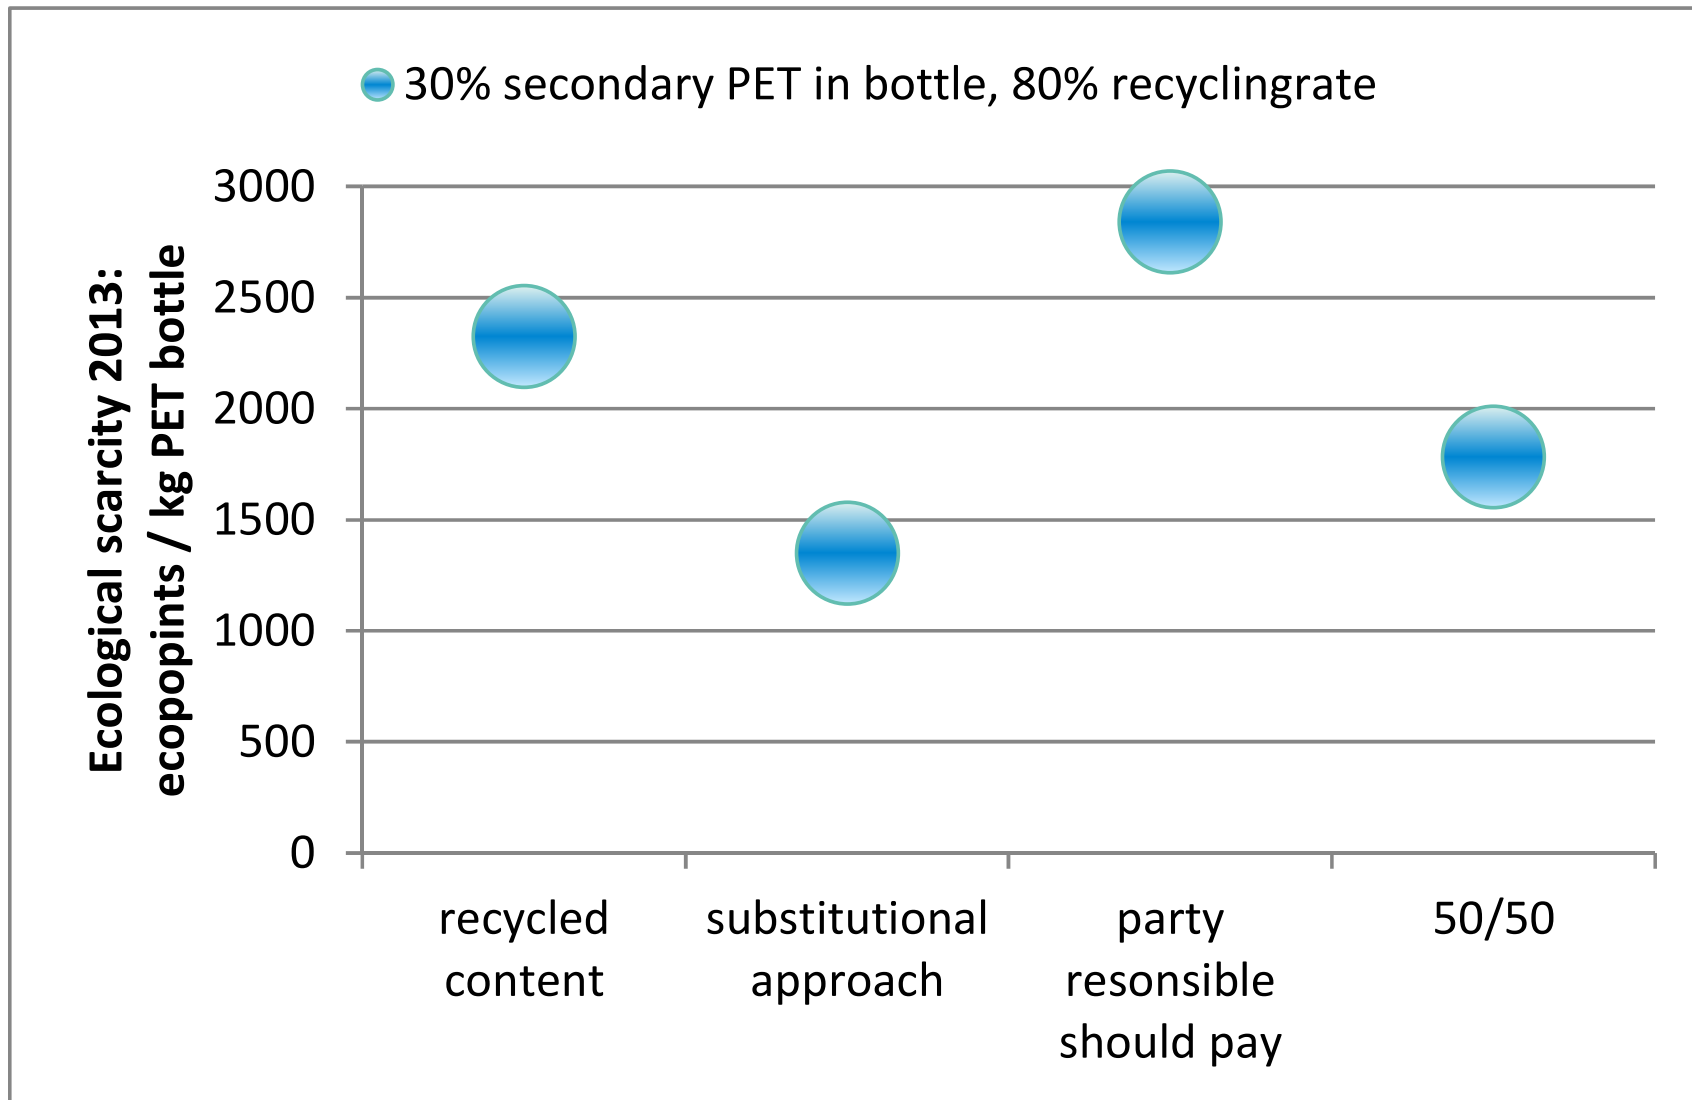 30% secondary PET in bottle, 80% recyclingrate
Ecological scarcity 2013:
ecopopints / kg PET bottle
3000
2500
2000
1500
1000
500
0
recycled
content
substitutional
approach
party
resonsible
should pay
50/50